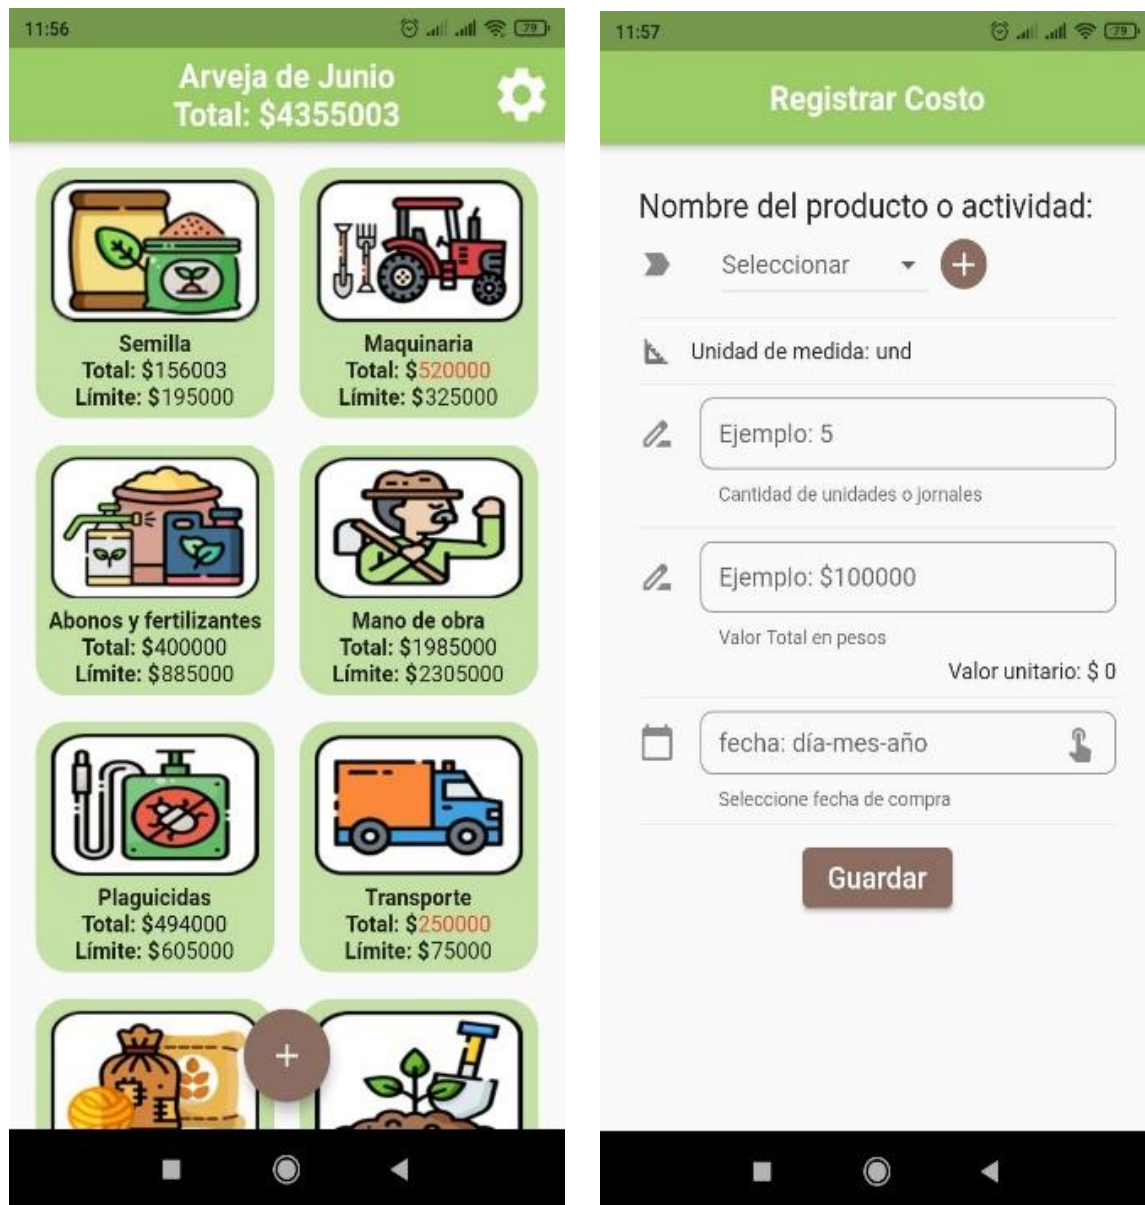 11:56
79
Arveja de Junio
Total: $4355003
Semilla
Total: $156003
Límite: $195000
Maquinaria
Total: $520000
Límite: $325000
Abonos y fertilizantes
Total: $400000
Límite: $885000
Mano de obra
Total: $1985000
Límite: $2305000
Plaguicidas
Total: $494000
Límite: $605000
Transporte
Total: $250000
Límite: $75000
+
11:57
79
Registrar Costo
Nombre del producto o actividad:
Seleccionar
+
Unidad de medida: und
Ejemplo: 5
Cantidad de unidades o jornales
Ejemplo: $100000
Valor Total en pesos
Valor unitario: $ 0
fecha: día-mes-año
Seleccione fecha de compra
Guardar